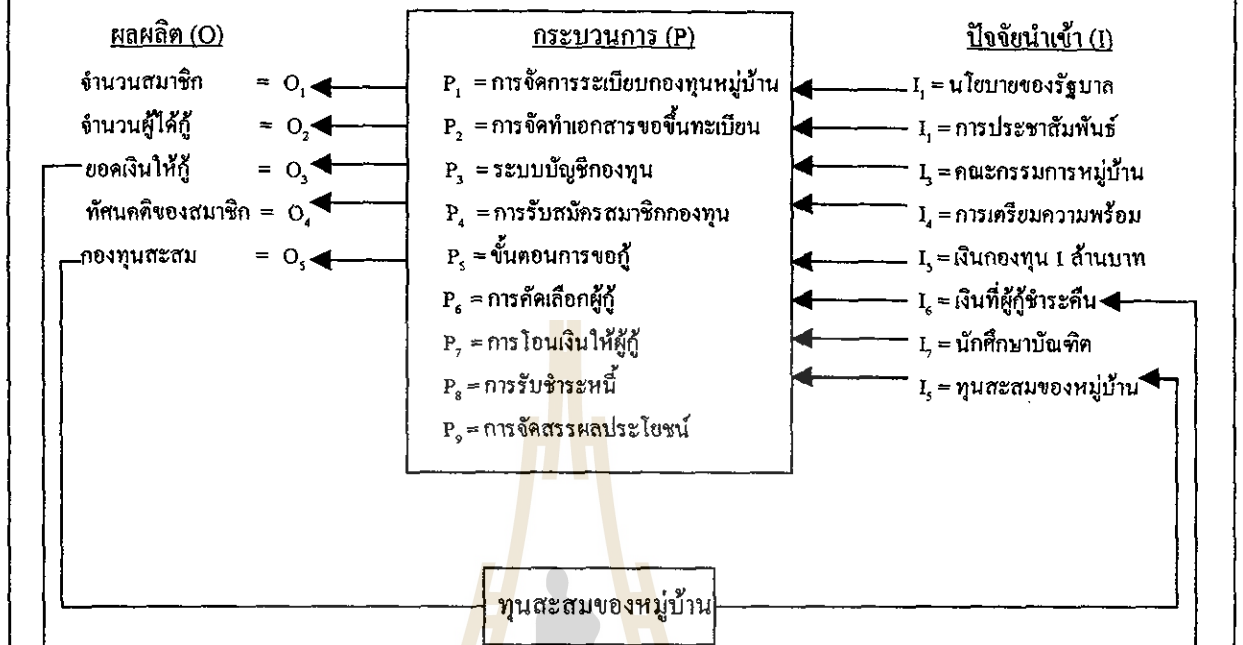 ผลผลิต (O)
จำนวนสมาชิก = O₁
จำนวนผู้ได้กู้ = O₂
ยอดเงินให้กู้ = O₃
ทัศนคติของสมาชิก = O₄
กองทุนสะสม = O₅
กระบวนการ (P)
P₁ = การจัดการระเบียบกองทุนหมู่บ้าน
P₂ = การจัดทำเอกสารขอขึ้นทะเบียน
P₃ = ระบบบัญชีกองทุน
P₄ = การรับสมัครสมาชิกกองทุน
P₅ = ขั้นตอนการขอกู้
P₆ = การคัดเลือกผู้กู้
P₇ = การโอนเงินให้ผู้กู้
P₈ = การรับชำระหนี้
P₉ = การจัดสรรผลประโยชน์
ปัจจัยนำเข้า (I)
I₁ = นโยบายของรัฐบาล
I₁ = การประชาสัมพันธ์
I₃ = คณะกรรมการหมู่บ้าน
I₄ = การเตรียมความพร้อม
I₅ = เงินกองทุน 1 ล้านบาท
I₆ = เงินที่ผู้กู้ชำระคืน
I₇ = นักศึกษาบัณฑิต
I₅ = ทุนสะสมของหมู่บ้าน
ทุนสะสมของหมู่บ้าน